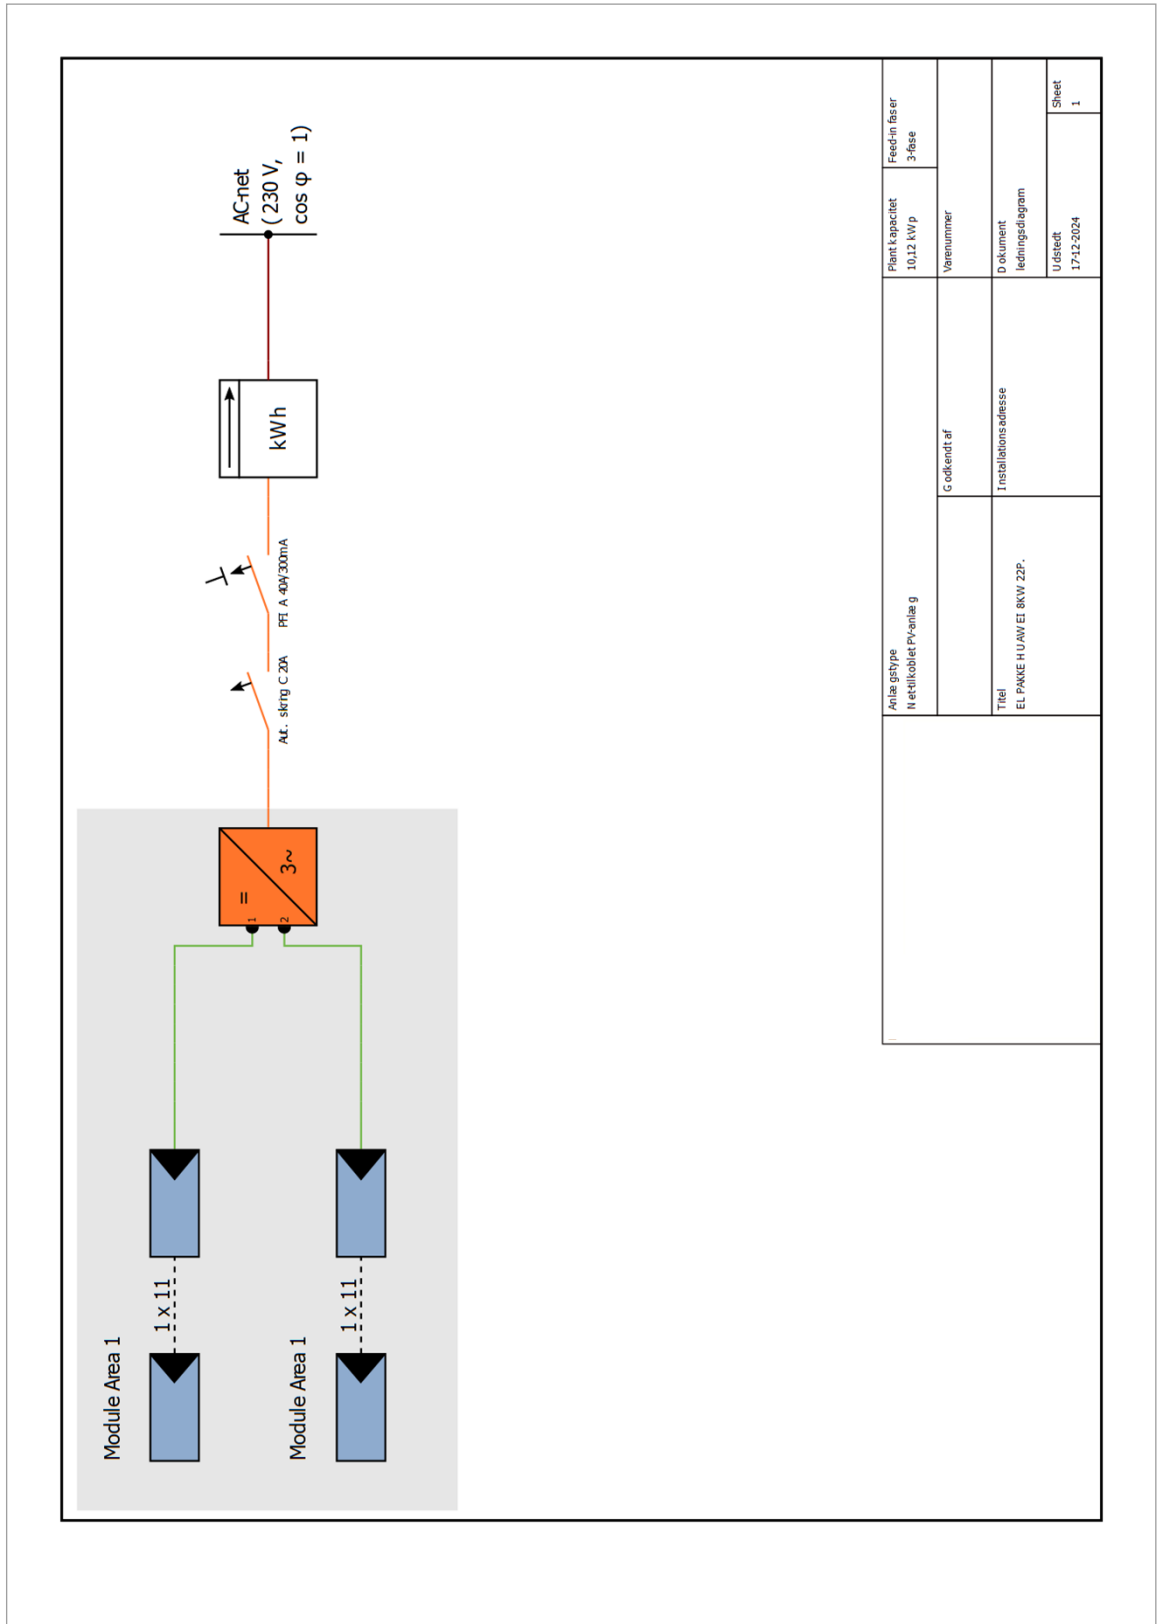 Module Area 1
1 x 11
Module Area 1
1 x 11
=
3~
1
2
Aut. sikring C 20A
PFI A 40A/300mA
kWh
AC-net
(230 V,
cos φ = 1)
Anlægstype
Net-tilkoblet PV-anlæg
Plant kapacitet
10,12 kWp
Feed-in faser
3-fase
Godkendt af
Varenummer
Titel
EL PAKKE HUAWEI 8KW 22P.
Installationsadresse
Dokument
ledningsdiagram
Udstedt
17-12-2024
Sheet
1